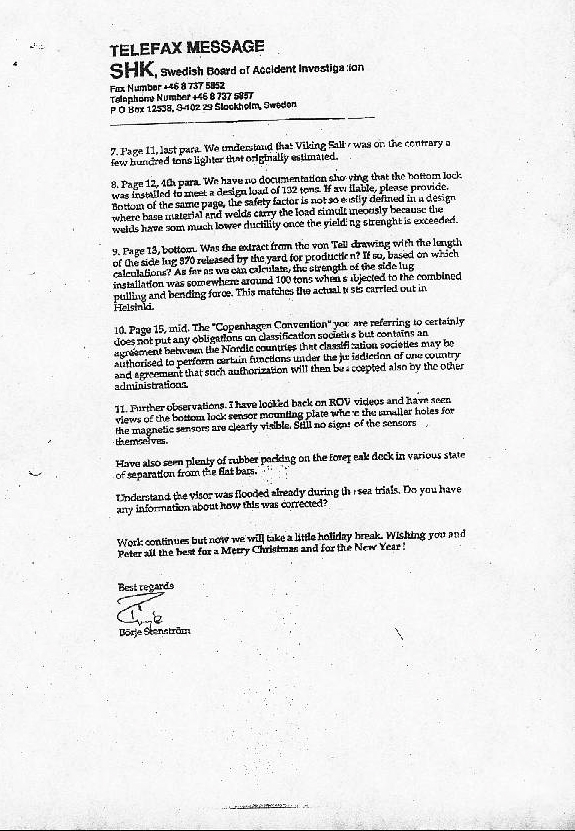 TELEFAX MESSAGE
SHK, Swedish Board of Accident Investigation
Fax Number +46 8 737 5852
Telephone Number +46 8 737 5857
P O Box 12538, S-102 29 Stockholm, Sweden
7. Page 11, last para. We understand that Viking Sally was on the contrary a
few hundred tons lighter that originally estimated.
8. Page 12, 4th para. We have no documentation showing that the bottom lock
was installed to meet a design load of 132 tons. If available, please provide.
Bottom of the same page, the safety factor is not so easily defined in a design
where base material and welds carry the load simultaneously because the
welds have som much lower ductility once the yielding strenght is exceeded.
9. Page 13, bottom. Was the extract from the von Tell drawing with the length
of the side lug 370 released by the yard for production? If so, based on which
calculations? As far as we can calculate, the strength of the side lug
installation was somewhere around 100 tons when subjected to the combined
pulling and bending force. This matches the actual tests carried out in
Helsinki.
10. Page 15, mid. The "Copenhagen Convention" you are referring to certainly
does not put any obligations on classification societies but contains an
agreement between the Nordic countries that classification societies may be
authorised to perform certain functions under the jurisdiction of one country
and agreement that such authorization will then be accepted also by the other
administrations.
11. Further observations. I have looked back on ROV videos and have seen
views of the bottom lock sensor mounting plate where the smaller holes for
the magnetic sensors are clearly visible. Still no signs of the sensors
themselves.
Have also seen plenty of rubber packing on the forepeak deck in various state
of separation from the flat bars.
Understand the visor was flooded already during the sea trials. Do you have
any information about how this was corrected?
Work continues but now we will take a little holiday break. Wishing you and
Peter all the best for a Merry Christmas and for the New Year!
Best regards
Börje Stenström